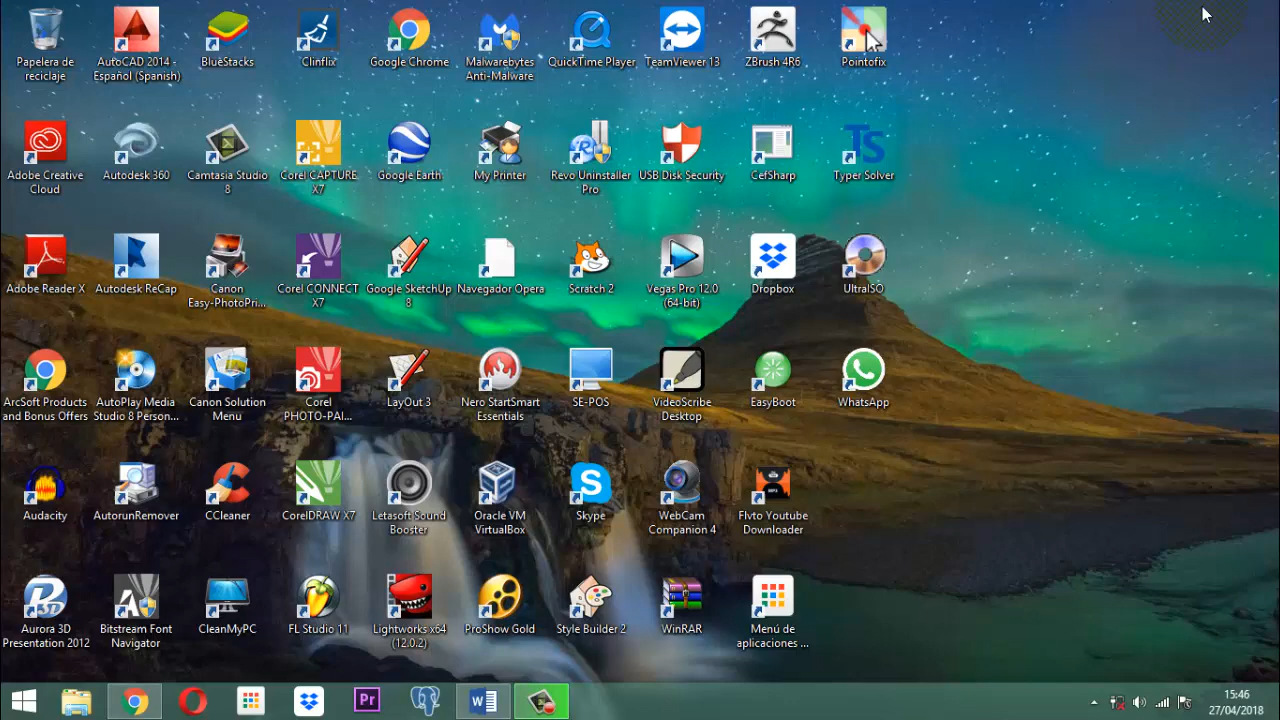 Papelera de
reciclaje
AutoCAD 2014 -
Español (Spanish)
BlueStacks
Clinflix
Google Chrome
Malwarebytes
Anti-Malware
QuickTime Player
TeamViewer 13
ZBrush 4R6
Pointofix
Adobe Creative
Cloud
Autodesk 360
Camtasia Studio
8
Corel CAPTURE
X7
Google Earth
My Printer
Revo Uninstaller
Pro
USB Disk Security
CefSharp
TS
Typer Solver
Adobe Reader X
Autodesk ReCap
Canon
Easy-PhotoPri...
Corel CONNECT
X7
Google SketchUp
8
Navegador Opera
Scratch 2
Vegas Pro 12.0
(64-bit)
Dropbox
UltraISO
ArcSoft Products
and Bonus Offers
AutoPlay Media
Studio 8 Person...
Canon Solution
Menu
Corel
PHOTO-PAI...
LayOut 3
Nero StartSmart
Essentials
SE-POS
VideoScribe
Desktop
EasyBoot
WhatsApp
Audacity
AutorunRemover
CCleaner
CorelDRAW X7
Letasoft Sound
Booster
Oracle VM
VirtualBox
Skype
WebCam
Companion 4
Flvto Youtube
Downloader
Aurora 3D
Presentation 2012
Bitstream Font
Navigator
CleanMyPC
FL Studio 11
Lightworks x64
(12.0.2)
ProShow Gold
Style Builder 2
WinRAR
Menú de
aplicaciones ...
Pr
15:46
27/04/2018